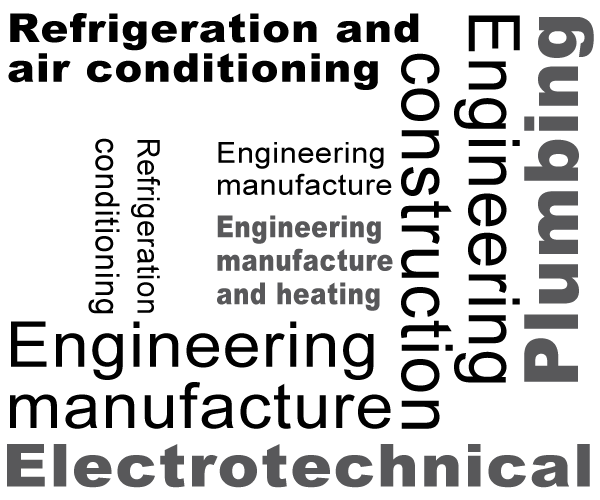 Refrigeration and
air conditioning
Engineering
construction
Plumbing
Refrigeration
conditioning
Engineering
manufacture
Engineering
manufacture
and heating
Engineering
manufacture
Electrotechnical